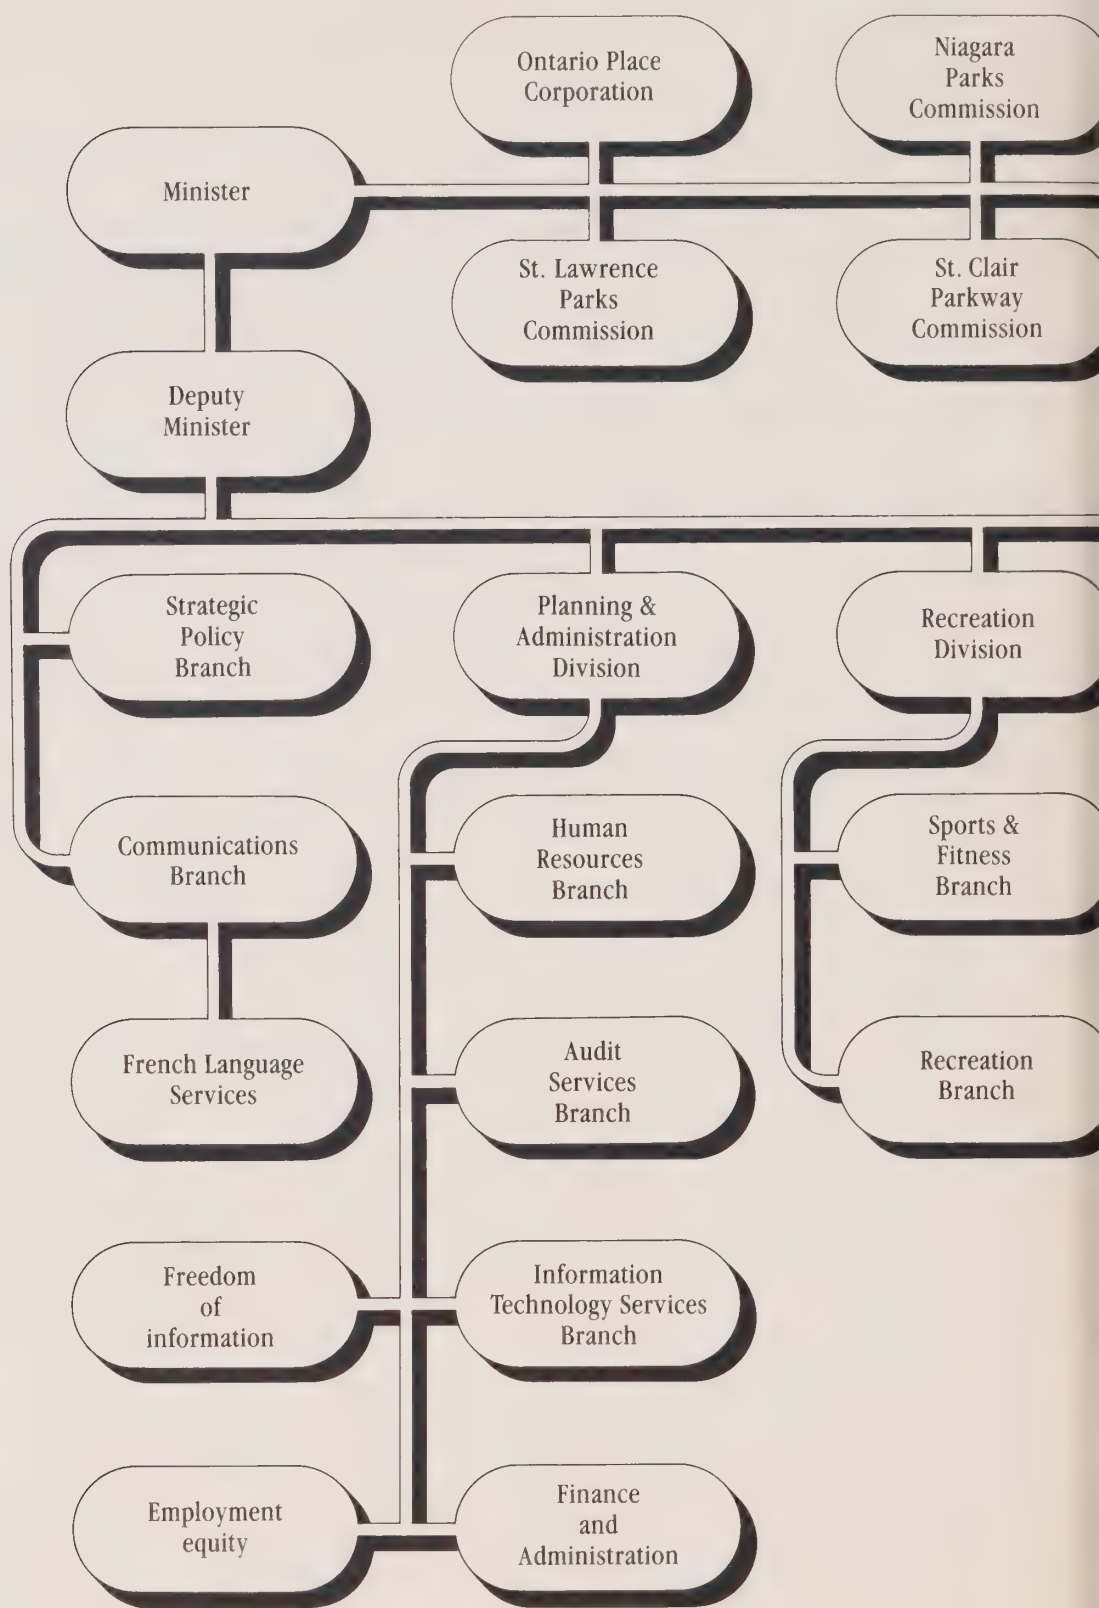 Ontario Place
Corporation
Niagara
Parks
Commission
Minister
St. Lawrence
Parks
Commission
St. Clair
Parkway
Commission
Deputy
Minister
Strategic
Policy
Branch
Planning &
Administration
Division
Recreation
Division
Communications
Branch
Human
Resources
Branch
Sports &
Fitness
Branch
French Language
Services
Audit
Services
Branch
Recreation
Branch
Freedom
of
information
Information
Technology Services
Branch
Employment
equity
Finance
and
Administration